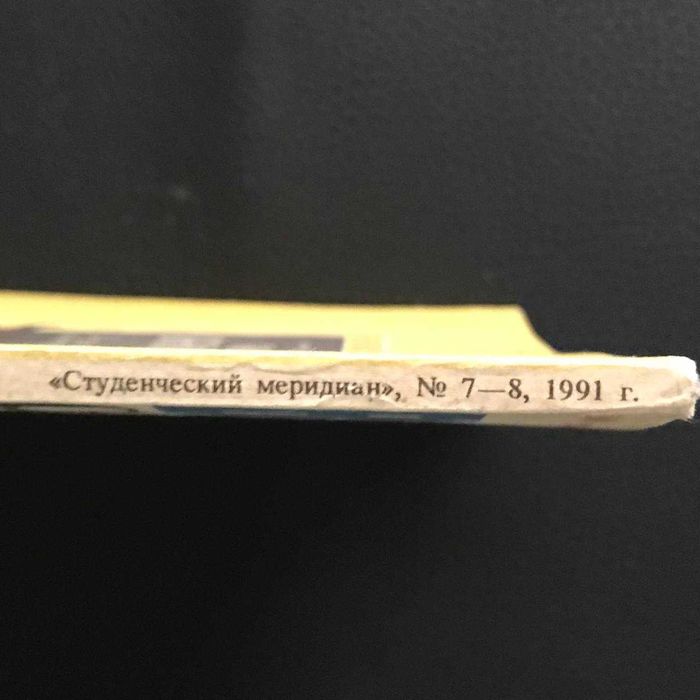 «Студенческий меридиан», № 7—8, 1991 г.